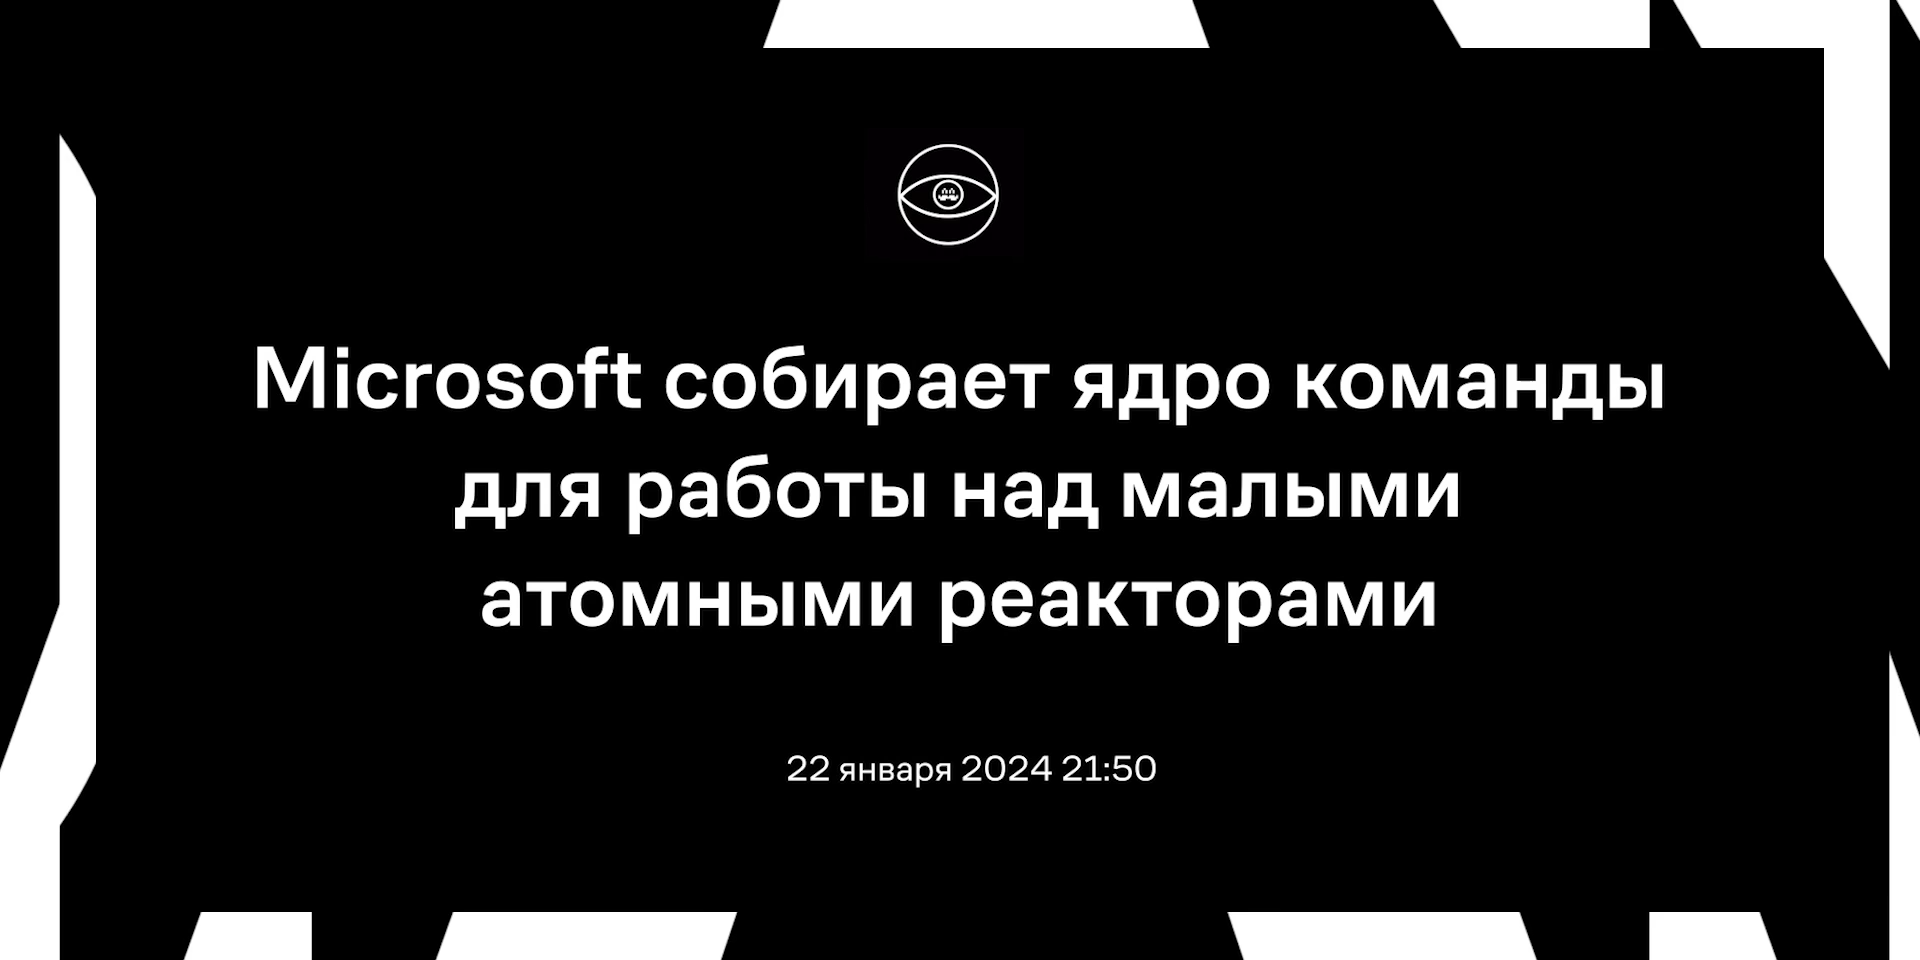 Microsoft собирает ядро команды
для работы над малыми
атомными реакторами
22 января 2024 21:50